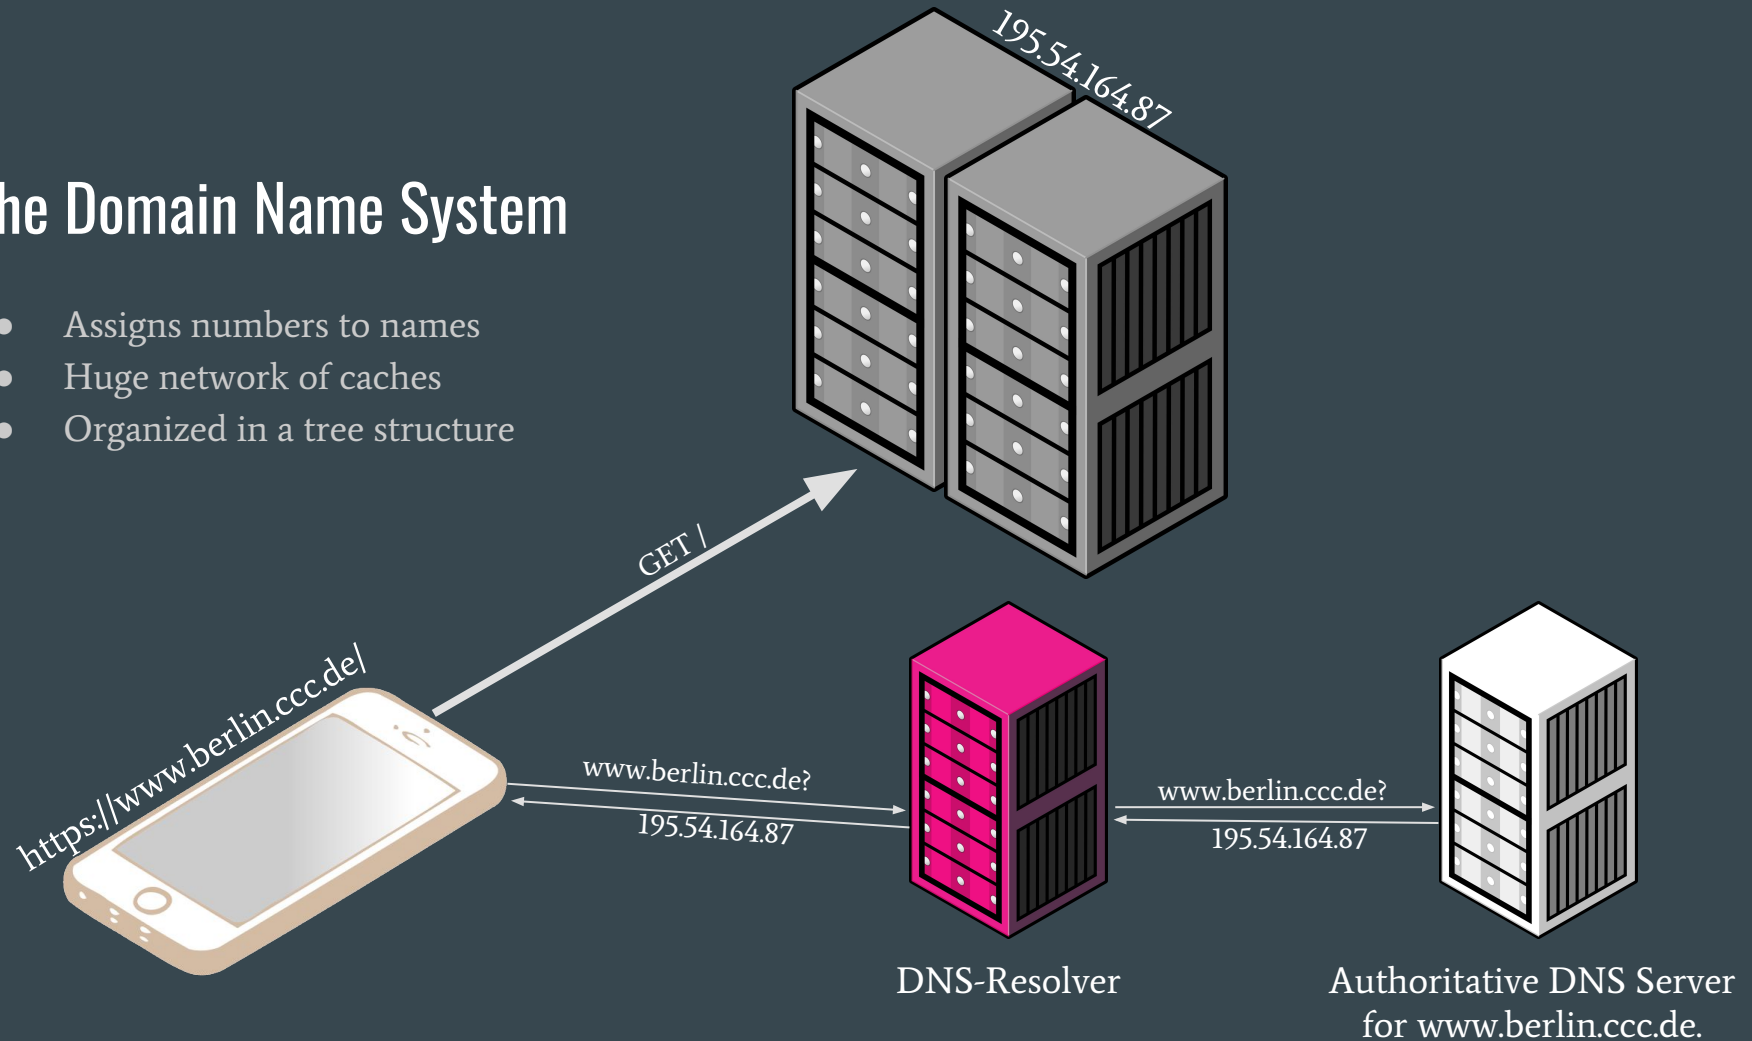 195.54.164.87
he Domain Name System
● Assigns numbers to names
● Huge network of caches
● Organized in a tree structure
GET /
https://www.berlin.ccc.de/
www.berlin.ccc.de?
195.54.164.87
www.berlin.ccc.de?
195.54.164.87
DNS-Resolver
Authoritative DNS Server
for www.berlin.ccc.de.